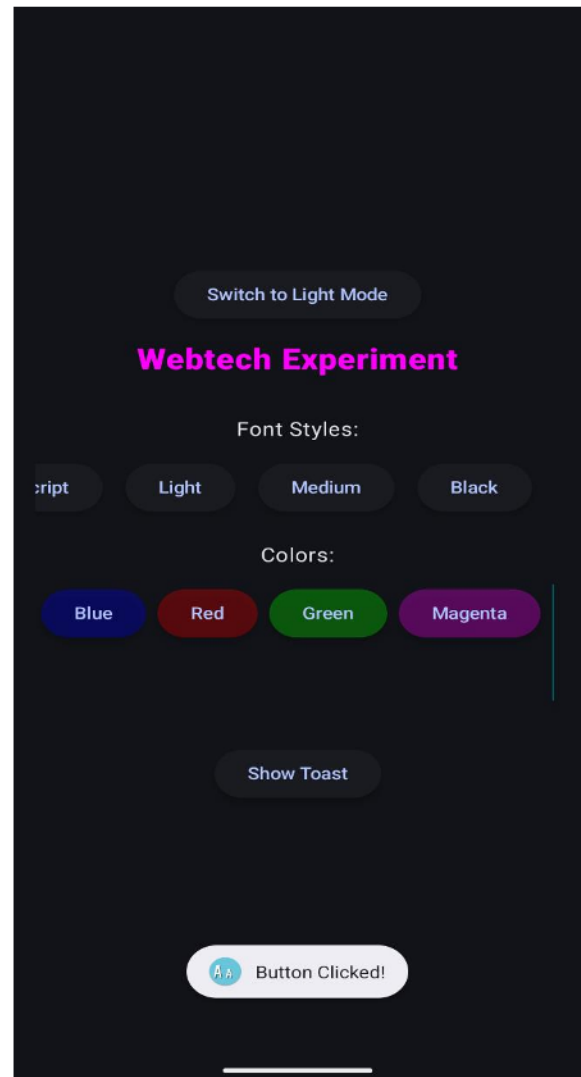 Switch to Light Mode
Webtech Experiment
Font Styles:
cript Light Medium Black
Colors:
Blue Red Green Magenta
Show Toast
AA Button Clicked!